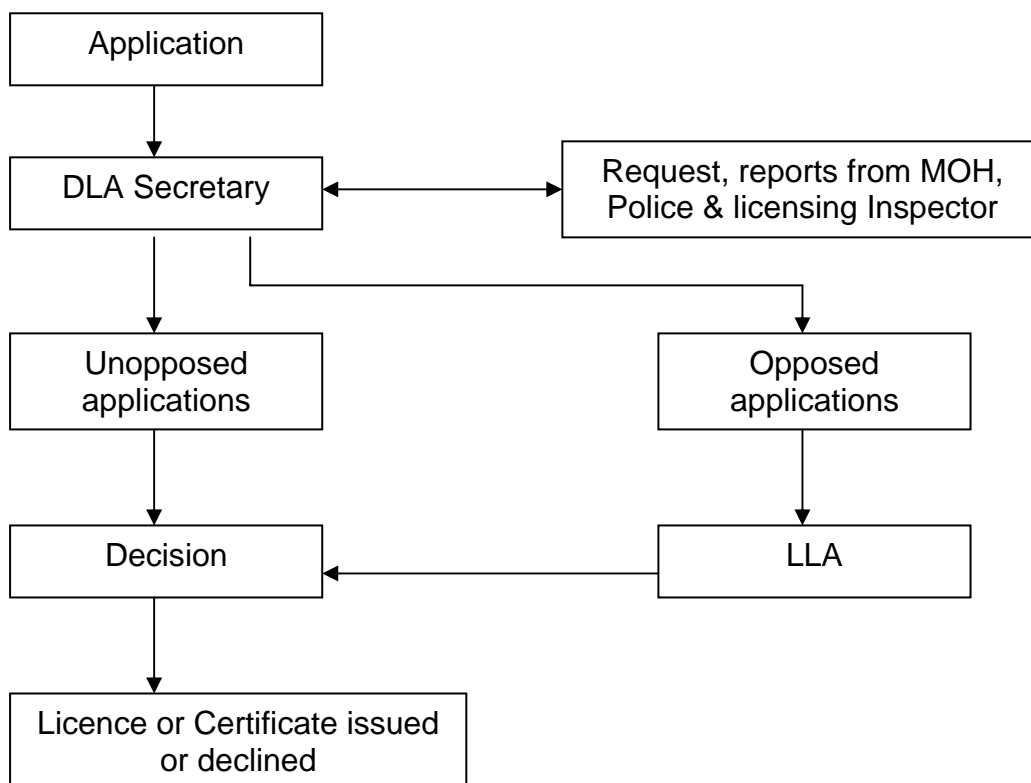 Application
DLA Secretary
Request, reports from MOH,
Police & licensing Inspector
Unopposed
applications
Opposed
applications
Decision
LLA
Licence or Certificate issued
or declined